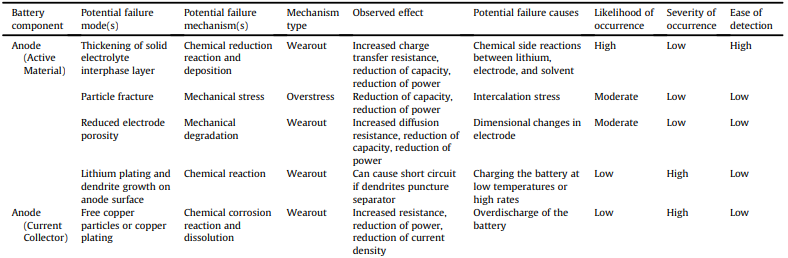 Battery component Potential failure mode(s) Potential failure mechanism(s) Mechanism type Observed effect Potential failure causes Likelihood of occurrence Severity of occurrence Ease of detection
Anode (Active Material) Thickening of solid electrolyte interphase layer Chemical reduction reaction and deposition Wearout Increased charge transfer resistance, reduction of capacity, reduction of power Chemical side reactions between lithium, electrode, and solvent High Low High
Particle fracture Mechanical stress Overstress Reduction of capacity, reduction of power Intercalation stress Moderate Low Low
Reduced electrode porosity Mechanical degradation Wearout Increased diffusion resistance, reduction of capacity, reduction of power Dimensional changes in electrode Moderate Low Low
Lithium plating and dendrite growth on anode surface Chemical reaction Wearout Can cause short circuit if dendrites puncture separator Charging the battery at low temperatures or high rates Low High Low
Anode (Current Collector) Free copper particles or copper plating Chemical corrosion reaction and dissolution Wearout Increased resistance, reduction of power, reduction of current density Overdischarge of the battery Low High Low